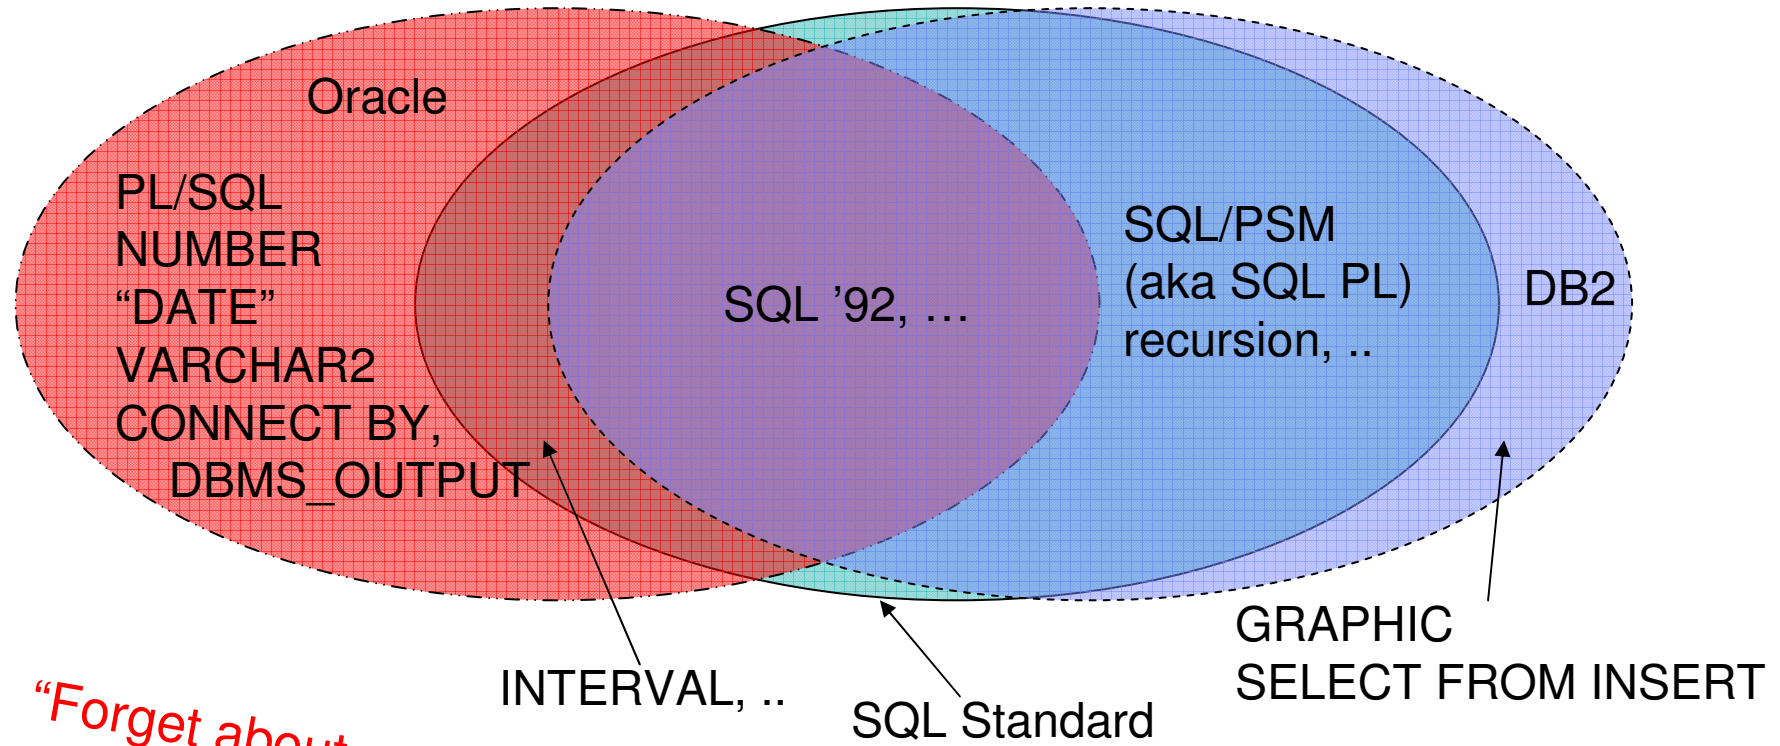 Oracle
PL/SQL
NUMBER
“DATE”
VARCHAR2
CONNECT BY,
DBMS_OUTPUT
SQL ’92, …
SQL/PSM
(aka SQL PL)
recursion, ..
DB2
INTERVAL, ..
SQL Standard
GRAPHIC
SELECT FROM INSERT
“Forget about